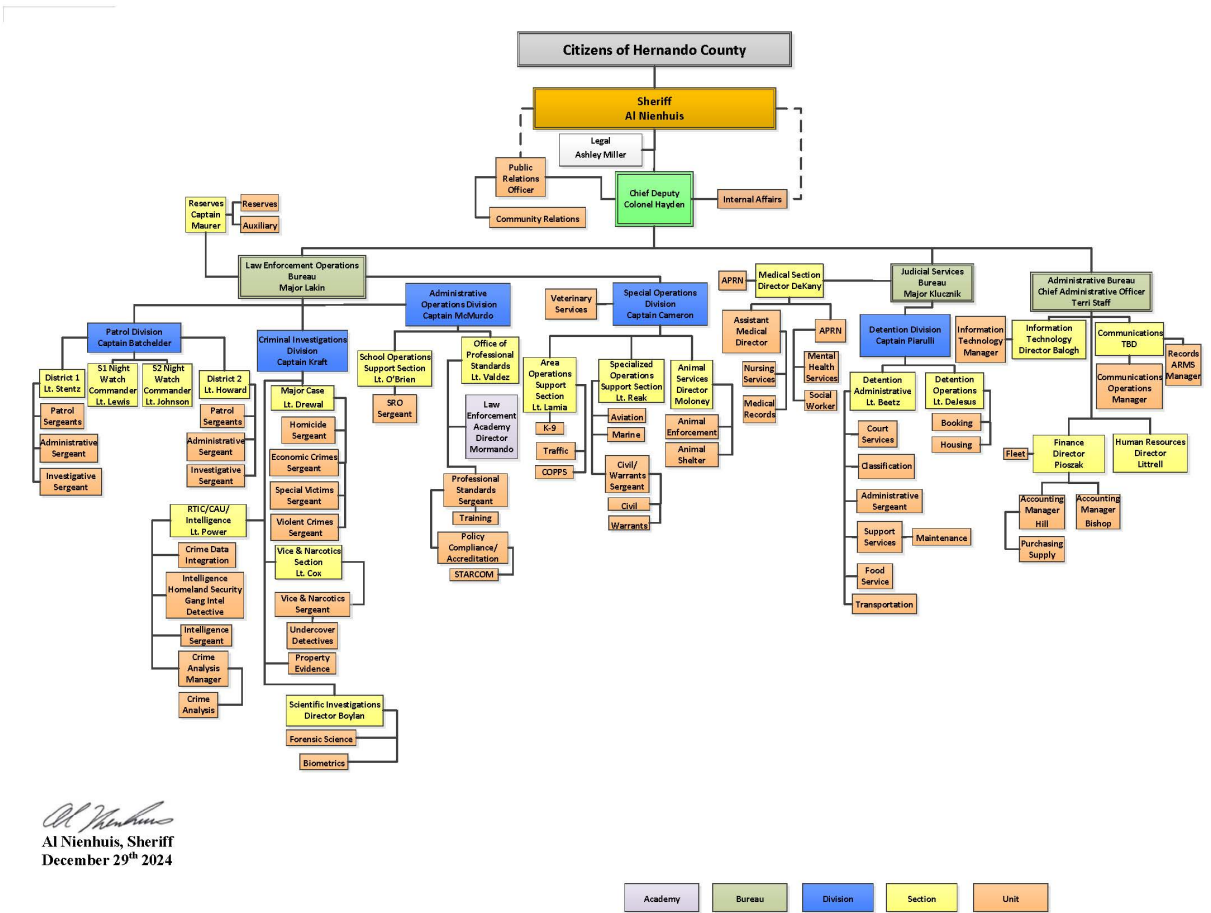 Citizens of Hernando County
Sheriff
Al Nienhuis
Legal
Ashley Miller
Public
Relations
Officer
Chief Deputy
Colonel Hayden
Internal Affairs
Community Relations
Reserves
Captain
Maurer
Reserves
Auxiliary
Law Enforcement Operations
Bureau
Major Lakin
Administrative
Operations Division
Captain McMurdo
Veterinary
Services
Special Operations
Division
Captain Cameron
APRN
Medical Section
Director DeKany
Judicial Services
Bureau
Major Klucznik
Administrative Bureau
Chief Administrative Officer
Terri Staff
Patrol Division
Captain Batchelder
Criminal Investigations
Division
Captain Kraft
School Operations
Support Section
Lt. O'Brien
Office of
Professional
Standards
Lt. Valdez
Assistant
Medical
Director
APRN
Nursing
Services
Mental
Health
Services
Medical
Records
Social
Worker
Detention Division
Captain Piarulli
Information
Technology
Manager
Information
Technology
Director Balogh
Communications
TBD
Records
ARMS
Manager
Communications
Operations
Manager
District 1
Lt. Stentz
S1 Night
Watch
Commander
Lt. Lewis
S2 Night
Watch
Commander
Lt. Johnson
District 2
Lt. Howard
Patrol
Sergeants
Administrative
Sergeant
Investigative
Sergeant
Patrol
Sergeants
Administrative
Sergeant
Investigative
Sergeant
Major Case
Lt. Drewal
Homicide
Sergeant
Economic Crimes
Sergeant
Special Victims
Sergeant
Violent Crimes
Sergeant
SRO
Sergeant
Law
Enforcement
Academy
Director
Mormando
Professional
Standards
Sergeant
Training
Policy
Compliance/
Accreditation
STARCOM
Area
Operations
Support
Section
Lt. Lamia
K-9
Traffic
COPPS
Specialized
Operations
Support Section
Lt. Reak
Aviation
Marine
Civil/
Warrants
Sergeant
Civil
Warrants
Animal
Services
Director
Moloney
Animal
Enforcement
Animal
Shelter
Detention
Administrative
Lt. Beetz
Court
Services
Classification
Administrative
Sergeant
Support
Services
Maintenance
Food
Service
Transportation
Detention
Operations
Lt. DeJesus
Booking
Housing
Fleet
Finance
Director
Pioszak
Human Resources
Director
Littrell
Accounting
Manager
Hill
Accounting
Manager
Bishop
Purchasing
Supply
RTIC/CAU/
Intelligence
Lt. Power
Crime Data
Integration
Intelligence
Homeland Security
Gang Intel
Detective
Intelligence
Sergeant
Crime
Analysis
Manager
Crime
Analysis
Vice & Narcotics
Section
Lt. Cox
Vice & Narcotics
Sergeant
Undercover
Detectives
Property
Evidence
Scientific Investigations
Director Boylan
Forensic Science
Biometrics
Al Nienhuis
Al Nienhuis, Sheriff
December 29th 2024
Academy
Bureau
Division
Section
Unit